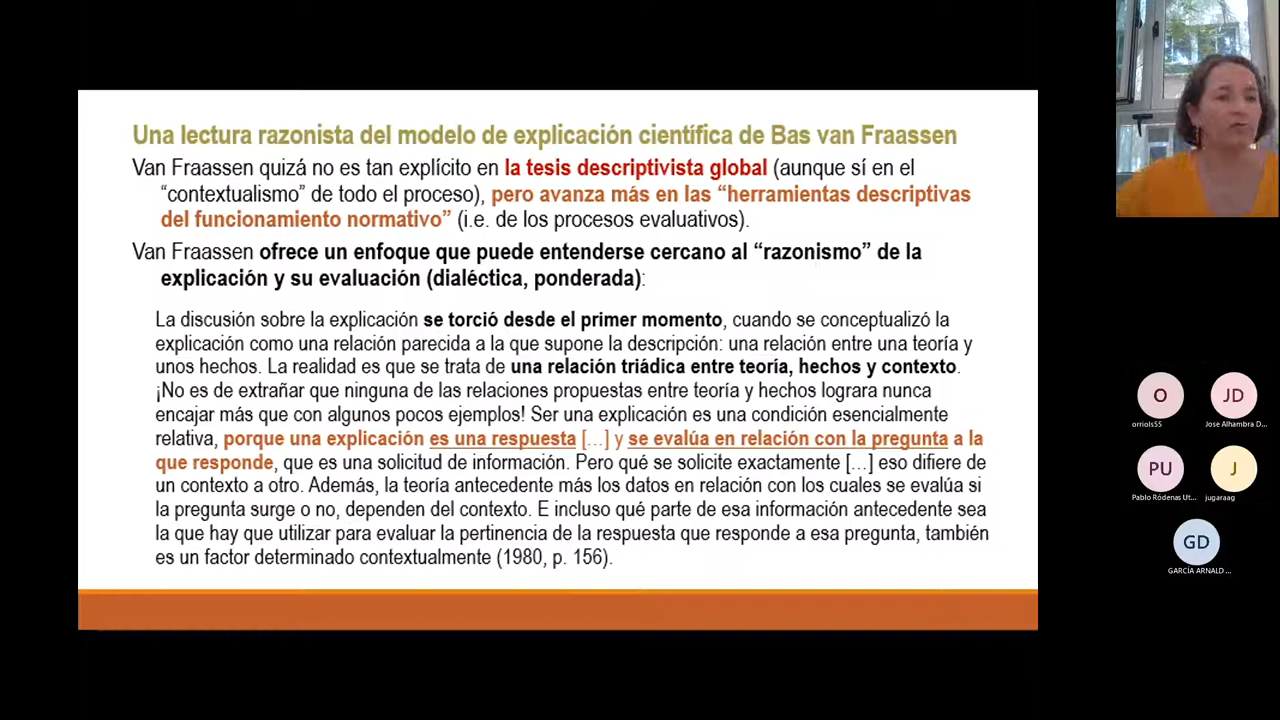 Una lectura razonista del modelo de explicación científica de Bas van Fraassen
Van Fraassen quizá no es tan explícito en la tesis descriptivista global (aunque sí en el
“contextualismo” de todo el proceso), pero avanza más en las “herramientas descriptivas
del funcionamiento normativo” (i.e. de los procesos evaluativos).
Van Fraassen ofrece un enfoque que puede entenderse cercano al “razonismo” de la
explicación y su evaluación (dialéctica, ponderada):
La discusión sobre la explicación se torció desde el primer momento, cuando se conceptualizó la
explicación como una relación parecida a la que supone la descripción: una relación entre una teoría y
unos hechos. La realidad es que se trata de una relación triádica entre teoría, hechos y contexto.
¡No es de extrañar que ninguna de las relaciones propuestas entre teoría y hechos lograra nunca
encajar más que con algunos pocos ejemplos! Ser una explicación es una condición esencialmente
relativa, porque una explicación es una respuesta [...] y se evalúa en relación con la pregunta a la
que responde, que es una solicitud de información. Pero qué se solicite exactamente [...] eso difiere de
un contexto a otro. Además, la teoría antecedente más los datos en relación con los cuales se evalúa si
la pregunta surge o no, dependen del contexto. E incluso qué parte de esa información antecedente sea
la que hay que utilizar para evaluar la pertinencia de la respuesta que responde a esa pregunta, también
es un factor determinado contextualmente (1980, p. 156).
O
JD
orriols55
Jose Alhambra D...
PU
J
Pablo Ródenas Ut...
jugaraag
GD
GARCÍA ARNALD ...